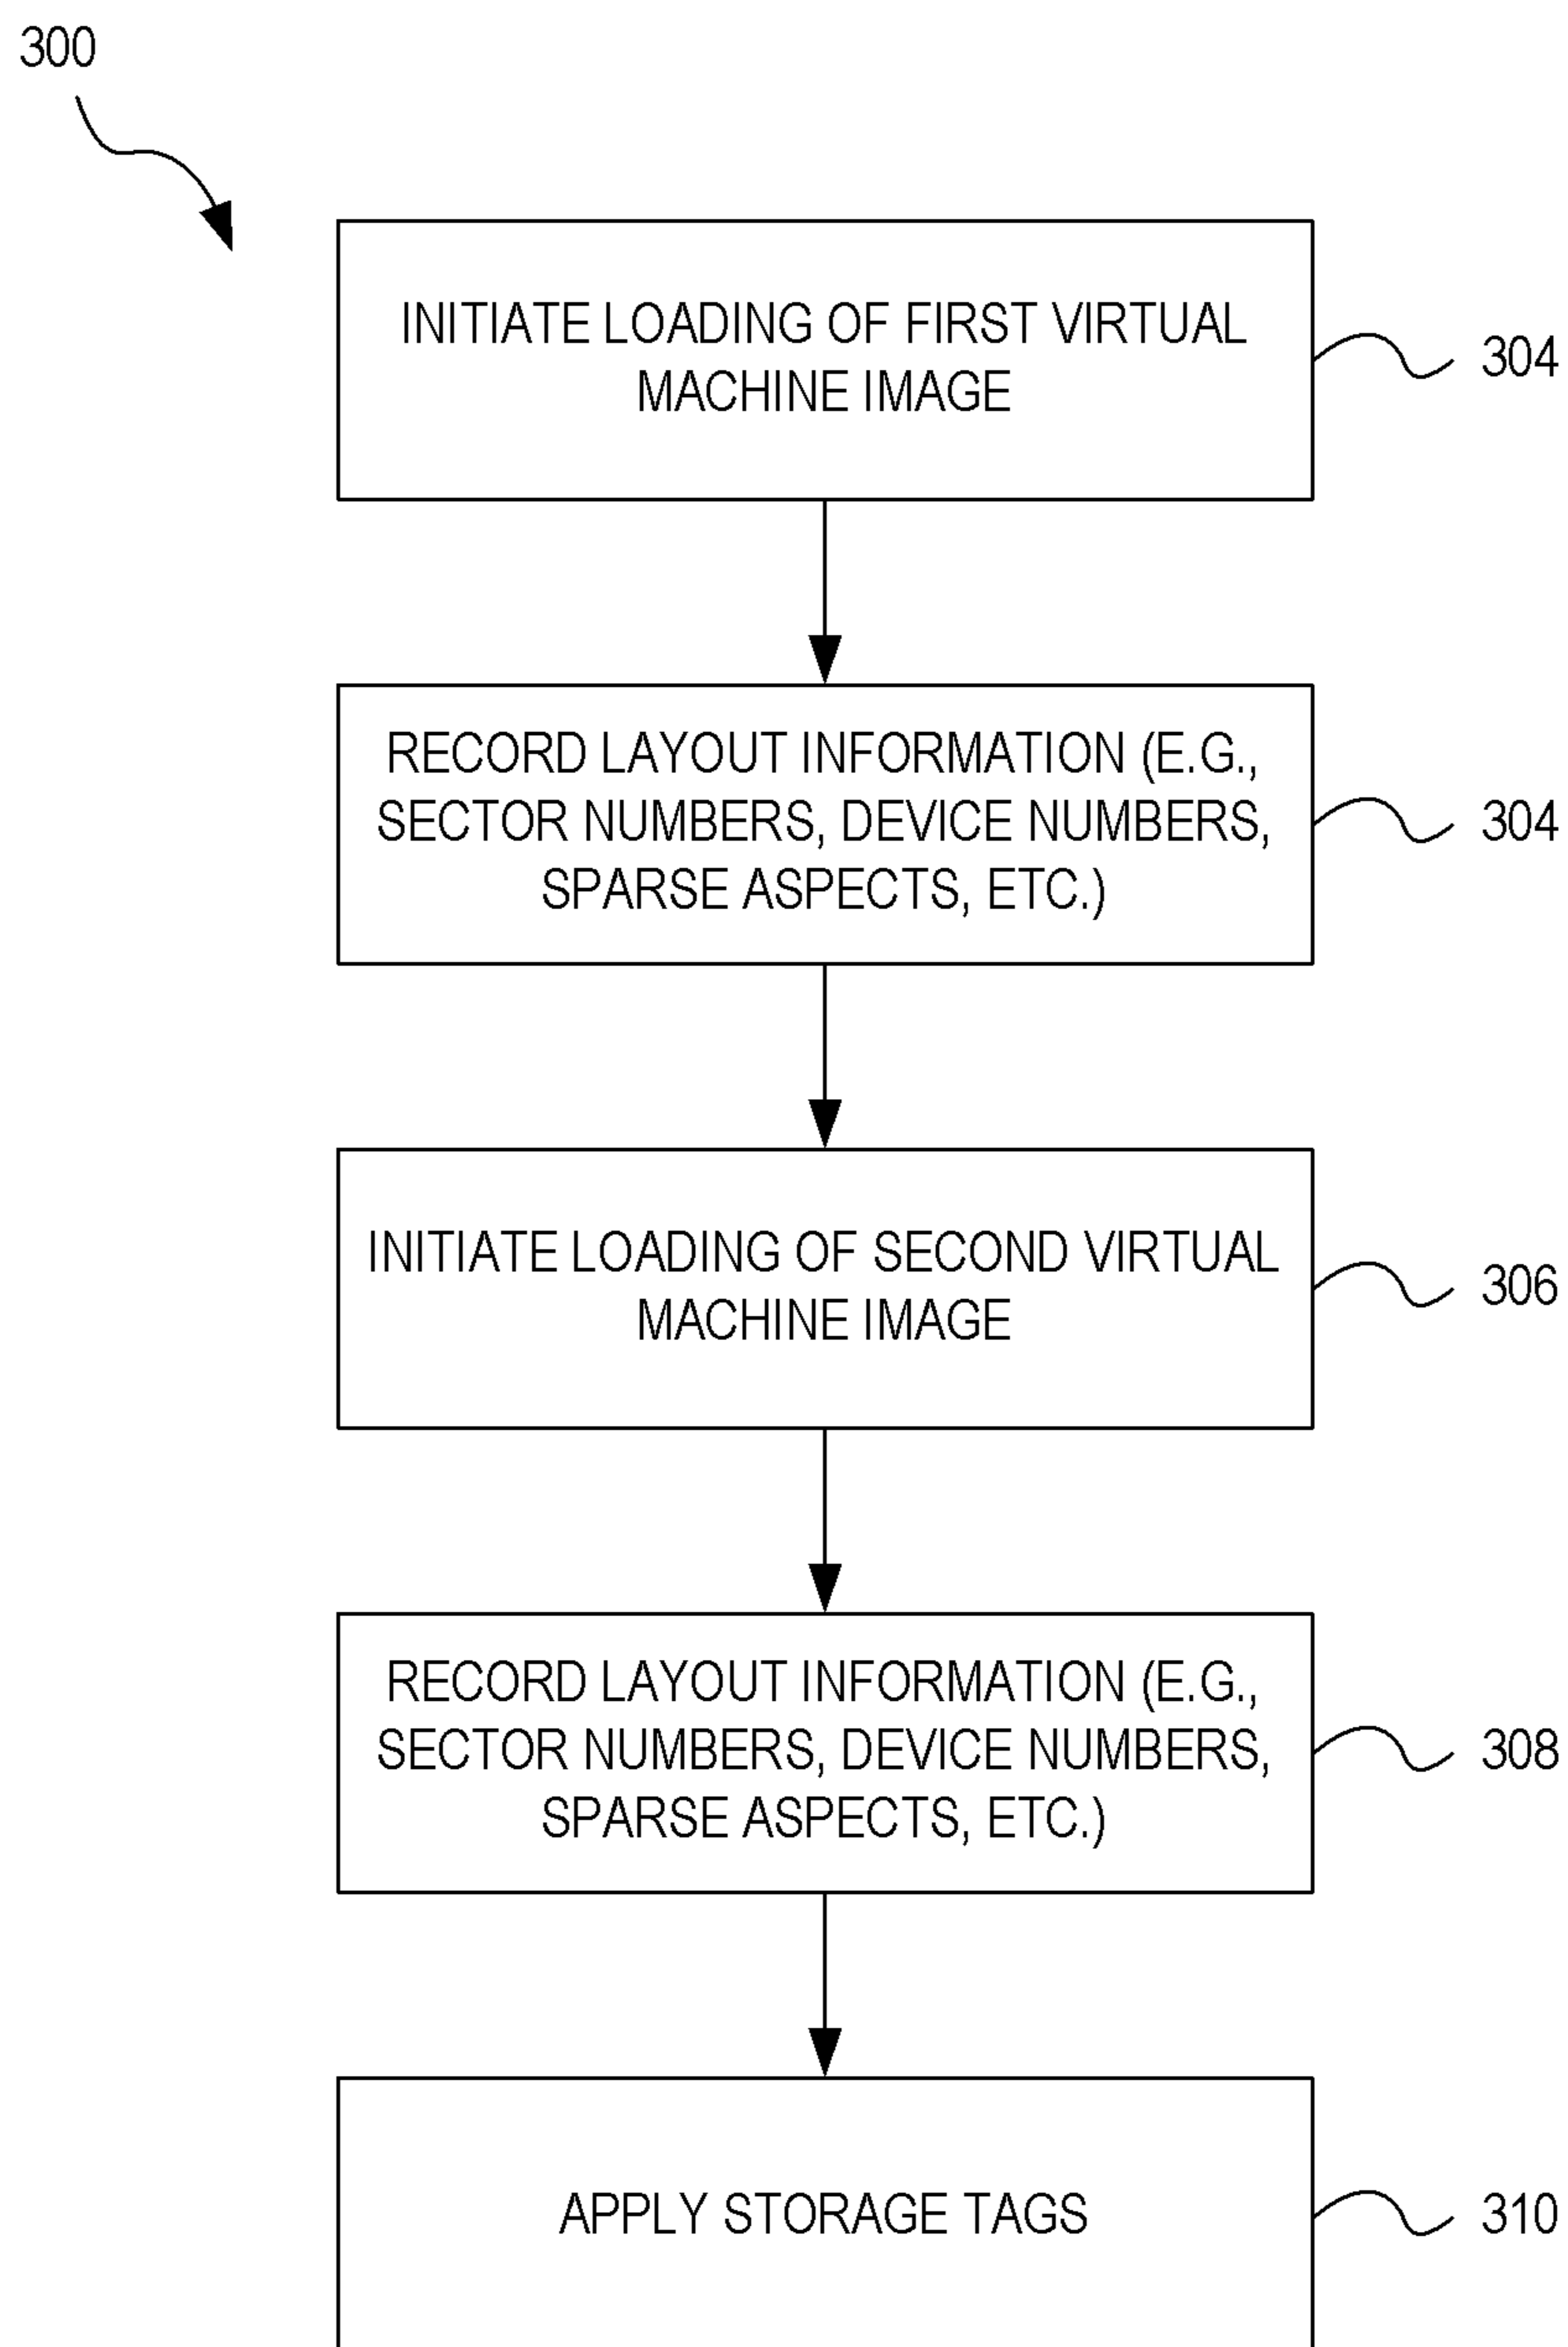 300
INITIATE LOADING OF FIRST VIRTUAL
MACHINE IMAGE
304
RECORD LAYOUT INFORMATION (E.G.,
SECTOR NUMBERS, DEVICE NUMBERS,
SPARSE ASPECTS, ETC.)
304
INITIATE LOADING OF SECOND VIRTUAL
MACHINE IMAGE
306
RECORD LAYOUT INFORMATION (E.G.,
SECTOR NUMBERS, DEVICE NUMBERS,
SPARSE ASPECTS, ETC.)
308
APPLY STORAGE TAGS
310